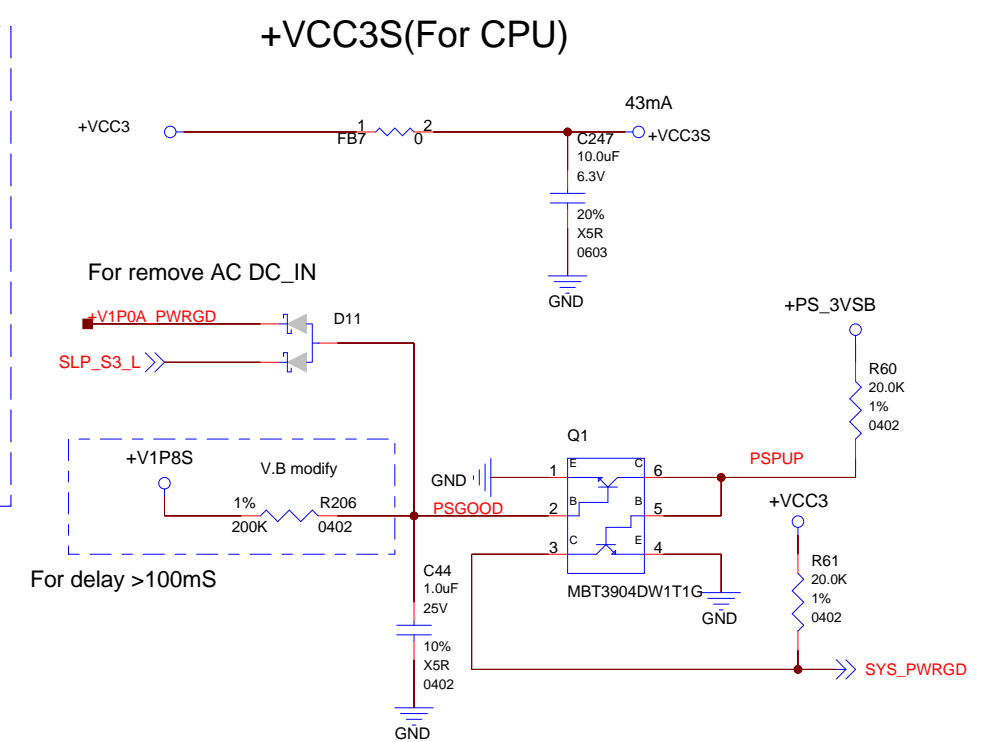 +VCC3S(For CPU)
43mA
+VCC3
1
2
FB7
0
+VCC3S
C247
10.0uF
6.3V
20%
X5R
0603
GND
For remove AC DC_IN
+V1P0A_PWRGD
D11
SLP_S3_L
+PS_3VSB
R60
20.0K
1%
0402
+V1P8S
V.B modify
1%
R206
200K
0402
For delay >100mS
Q1
GND
1
E
C
6
PSPUP
PSGOOD
2
B
B
5
3
C
E
4
MBT3904DW1T1G
GND
+VCC3
R61
20.0K
1%
0402
C44
1.0uF
25V
10%
X5R
0402
GND
SYS_PWRGD